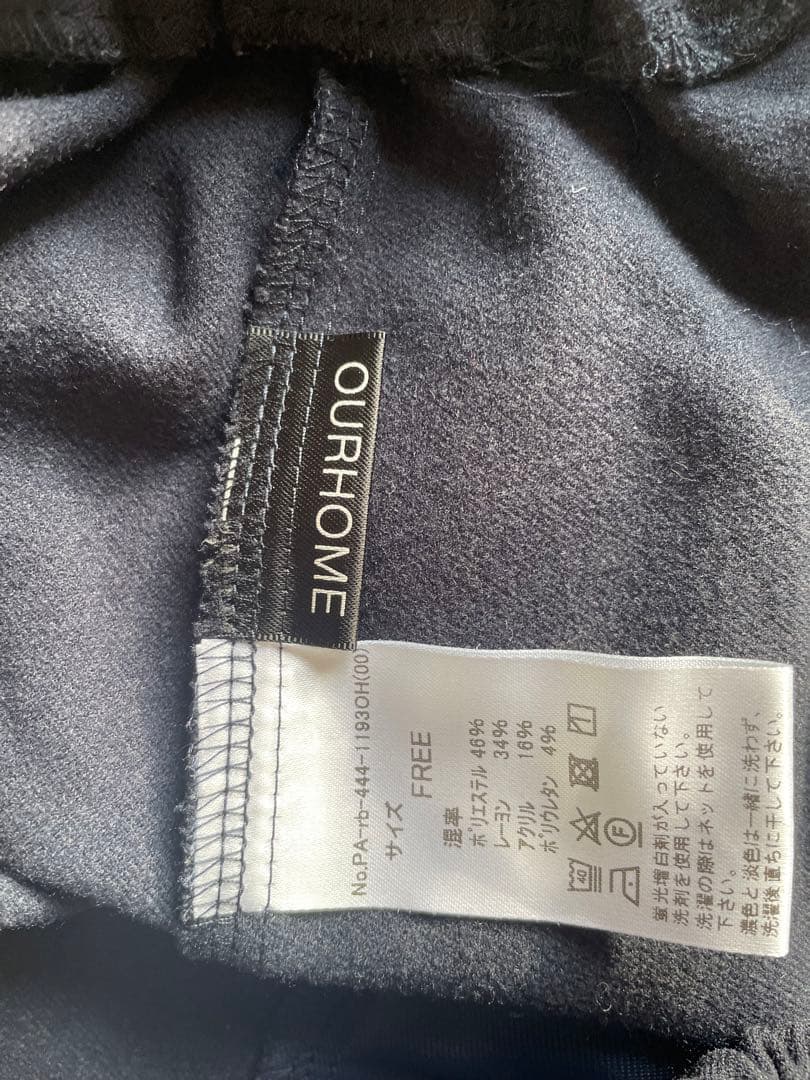 OURHOME
No.PA-rb-444-1193OH(00)
サイズ
FREE
混率
ポリエステル 46%
レーヨン 34%
アクリル 16%
ポリウレタン 4%
40
F
蛍光増白剤が入っていない
洗剤を使用して下さい。
洗濯の際はネットを使用して
下さい。
濃色と淡色は一緒に洗わず、
洗濯後直ちに干して下さい。